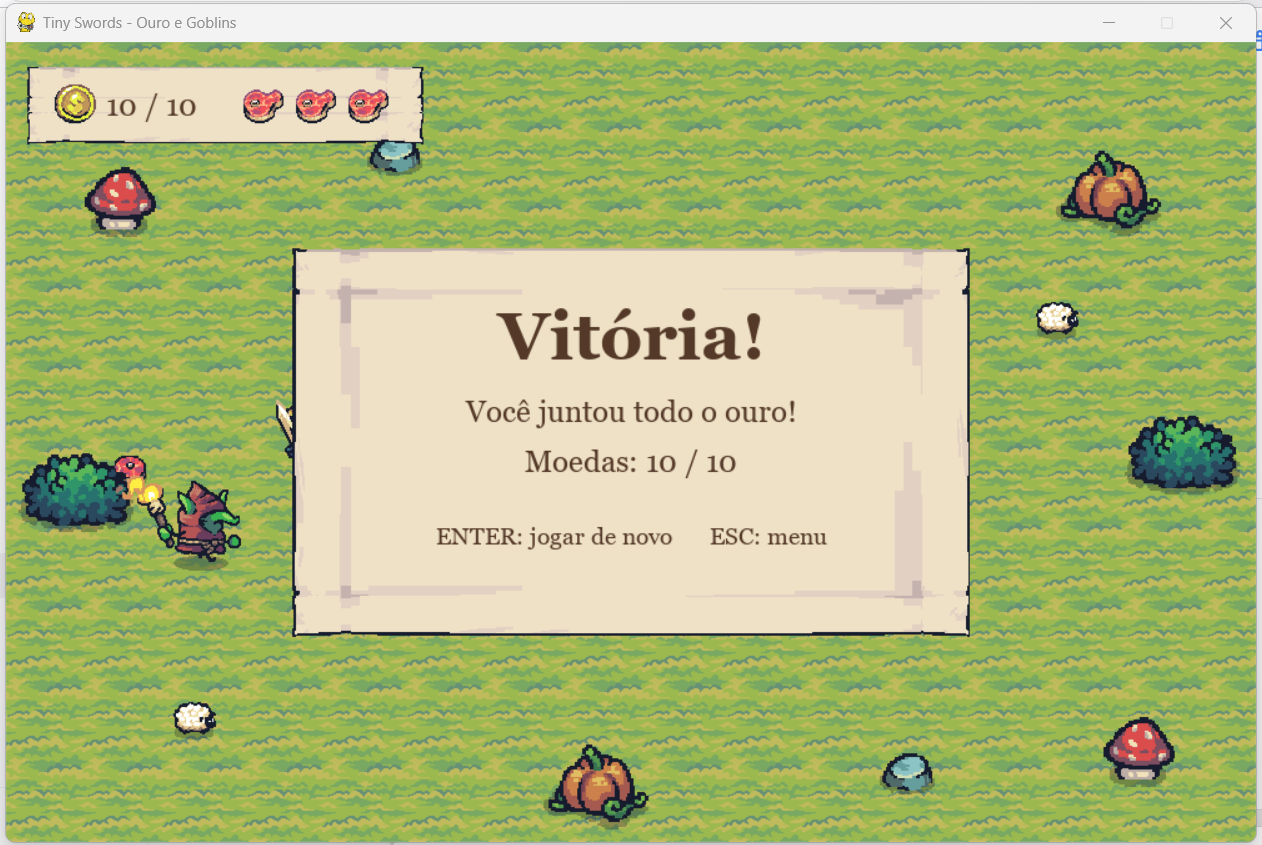 Tiny Swords - Ouro e Goblins
10 / 10
Vitória!
Você juntou todo o ouro!
Moedas: 10 / 10
ENTER: jogar de novo ESC: menu